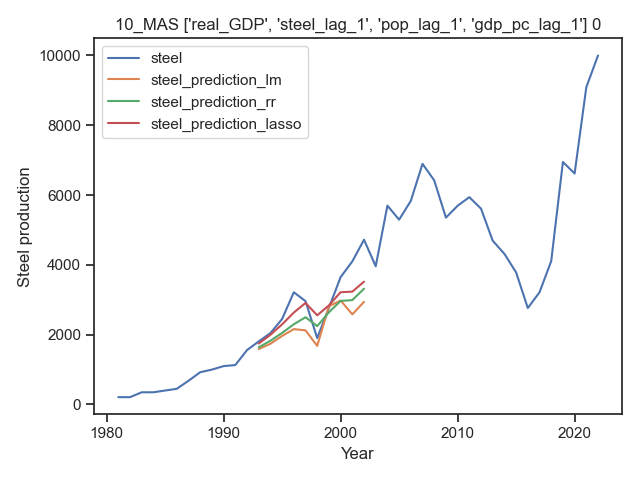 10_MAS ['real_GDP', 'steel_lag_1', 'pop_lag_1', 'gdp_pc_lag_1'] 0
steel
steel_prediction_lm
steel_prediction_rr
steel_prediction_lasso
Steel production
10000
8000
6000
4000
2000
0
1980
1990
2000
2010
2020
Year